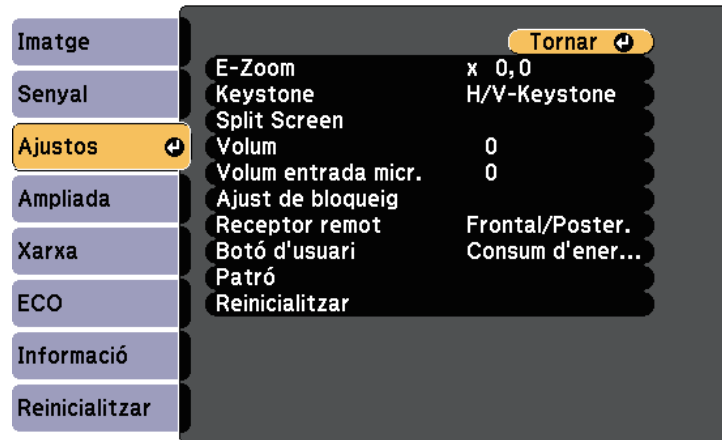 Imatge
Senyal
Ajustos
Ampliada
Xarxa
ECO
Informació
Reinicialitzar
Tornar
E-Zoom x 0,0
Keystone H/V-Keystone
Split Screen
Volum 0
Volum entrada micr. 0
Ajust de bloqueig
Receptor remot Frontal/Poster.
Botó d'usuari Consum d'ener...
Patró
Reinicialitzar